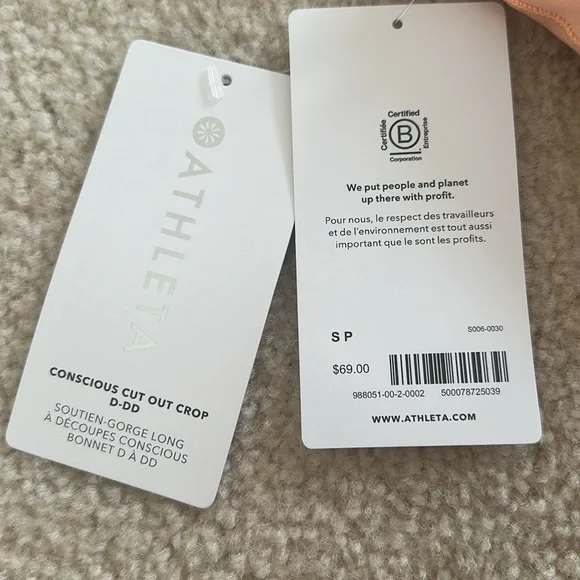 ATHLETA
CONSCIOUS CUT OUT CROP
D-DD
SOUTIEN-GORGE LONG
À DÉCOUPES CONSCIOUS
BONNET D À DD
Certified
Certifiée
B
Entreprise
Corporation
We put people and planet
up there with profit.
Pour nous, le respect des travailleurs
et de l'environnement est tout aussi
important que le sont les profits.
S P
S006-0030
$69.00
988051-00-2-0002 500078725039
WWW.ATHLETA.COM